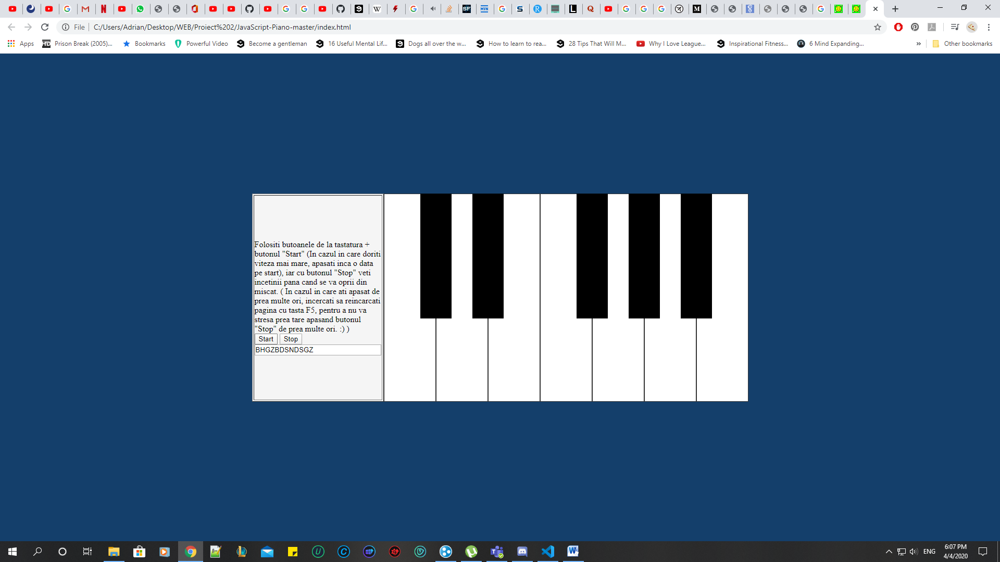 File
C:/Users/Adrian/Desktop/WEB/Proiect%202/JavaScript-Piano-master/index.html
Apps
Prison Break (2005)...
Bookmarks
Powerful Video
Become a gentleman
16 Useful Mental Lif...
Dogs all over the w...
How to learn to rea...
28 Tips That Will M...
Why I Love League...
Inspirational Fitness...
6 Mind Expanding...
»
Other bookmarks
Folositi butoanele de la tastatura +
butonul "Start" (In cazul in care doriti
viteza mai mare, apasati inca o data
pe start), iar cu butonul "Stop" veti
incetinii pana cand se va oprii din
miscat. ( In cazul in care ati apasat de
prea multe ori, incercati sa reincarcati
pagina cu tasta F5, pentru a nu va
stresa prea tare apasand butonul
"Stop" de prea multe ori. :) )
Start Stop
BHGZBDSNDSGZ
ENG
6:07 PM
4/4/2020